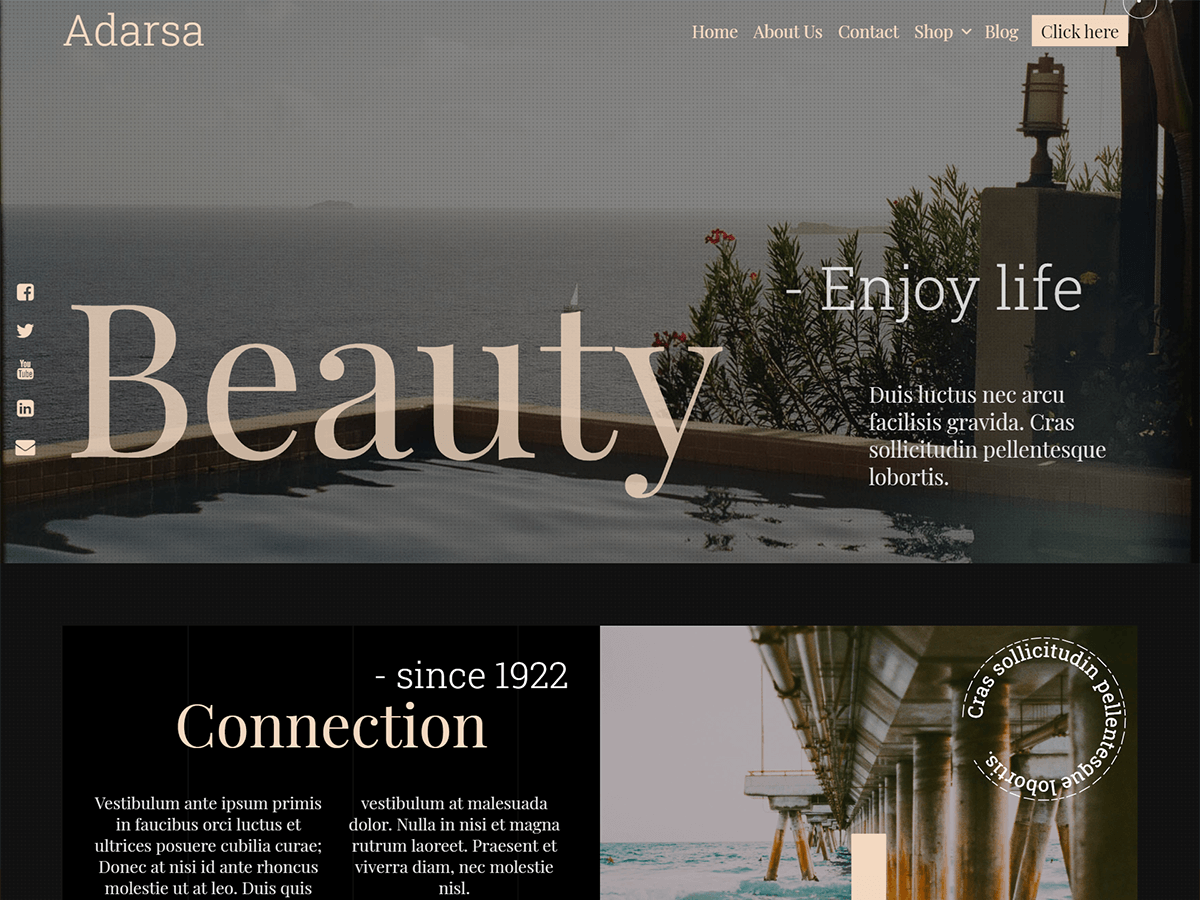 Adarsa
Home About Us Contact Shop Blog Click here
- Enjoy life
Beauty
Duis luctus nec arcu
facilisis gravida. Cras
sollicitudin pellentesque
lobortis.
You
Tube
- since 1922
Connection
Vestibulum ante ipsum primis
in faucibus orci luctus et
ultrices posuere cubilia curae;
Donec at nisi id ante rhoncus
molestie ut at leo. Duis quis
vestibulum at malesuada
dolor. Nulla in nisi et magna
rutrum laoreet. Praesent et
viverra diam, nec molestie
nisl.
Cras sollicitudin pellentesque lobortis.